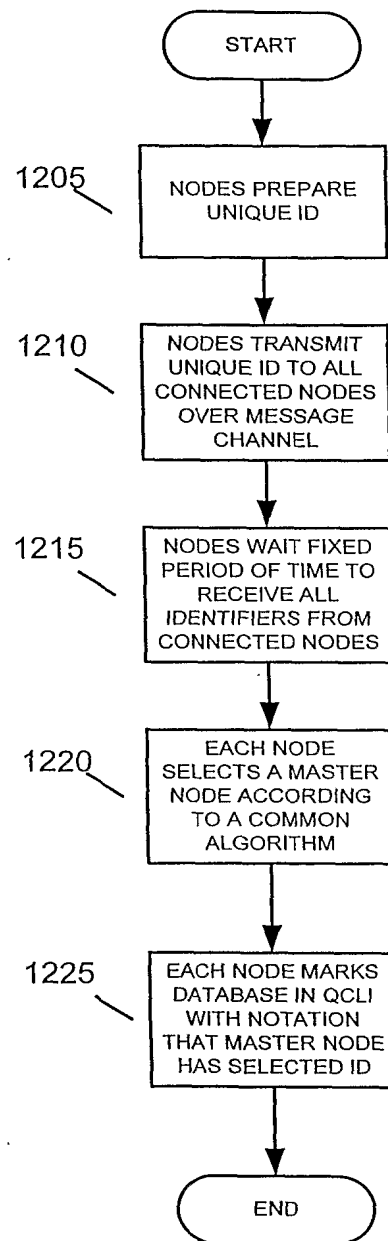 START
1205
NODES PREPARE
UNIQUE ID
1210
NODES TRANSMIT
UNIQUE ID TO ALL
CONNECTED NODES
OVER MESSAGE
CHANNEL
1215
NODES WAIT FIXED
PERIOD OF TIME TO
RECEIVE ALL
IDENTIFIERS FROM
CONNECTED NODES
1220
EACH NODE
SELECTS A MASTER
NODE ACCORDING
TO A COMMON
ALGORITHM
1225
EACH NODE MARKS
DATABASE IN QCLI
WITH NOTATION
THAT MASTER NODE
HAS SELECTED ID
END